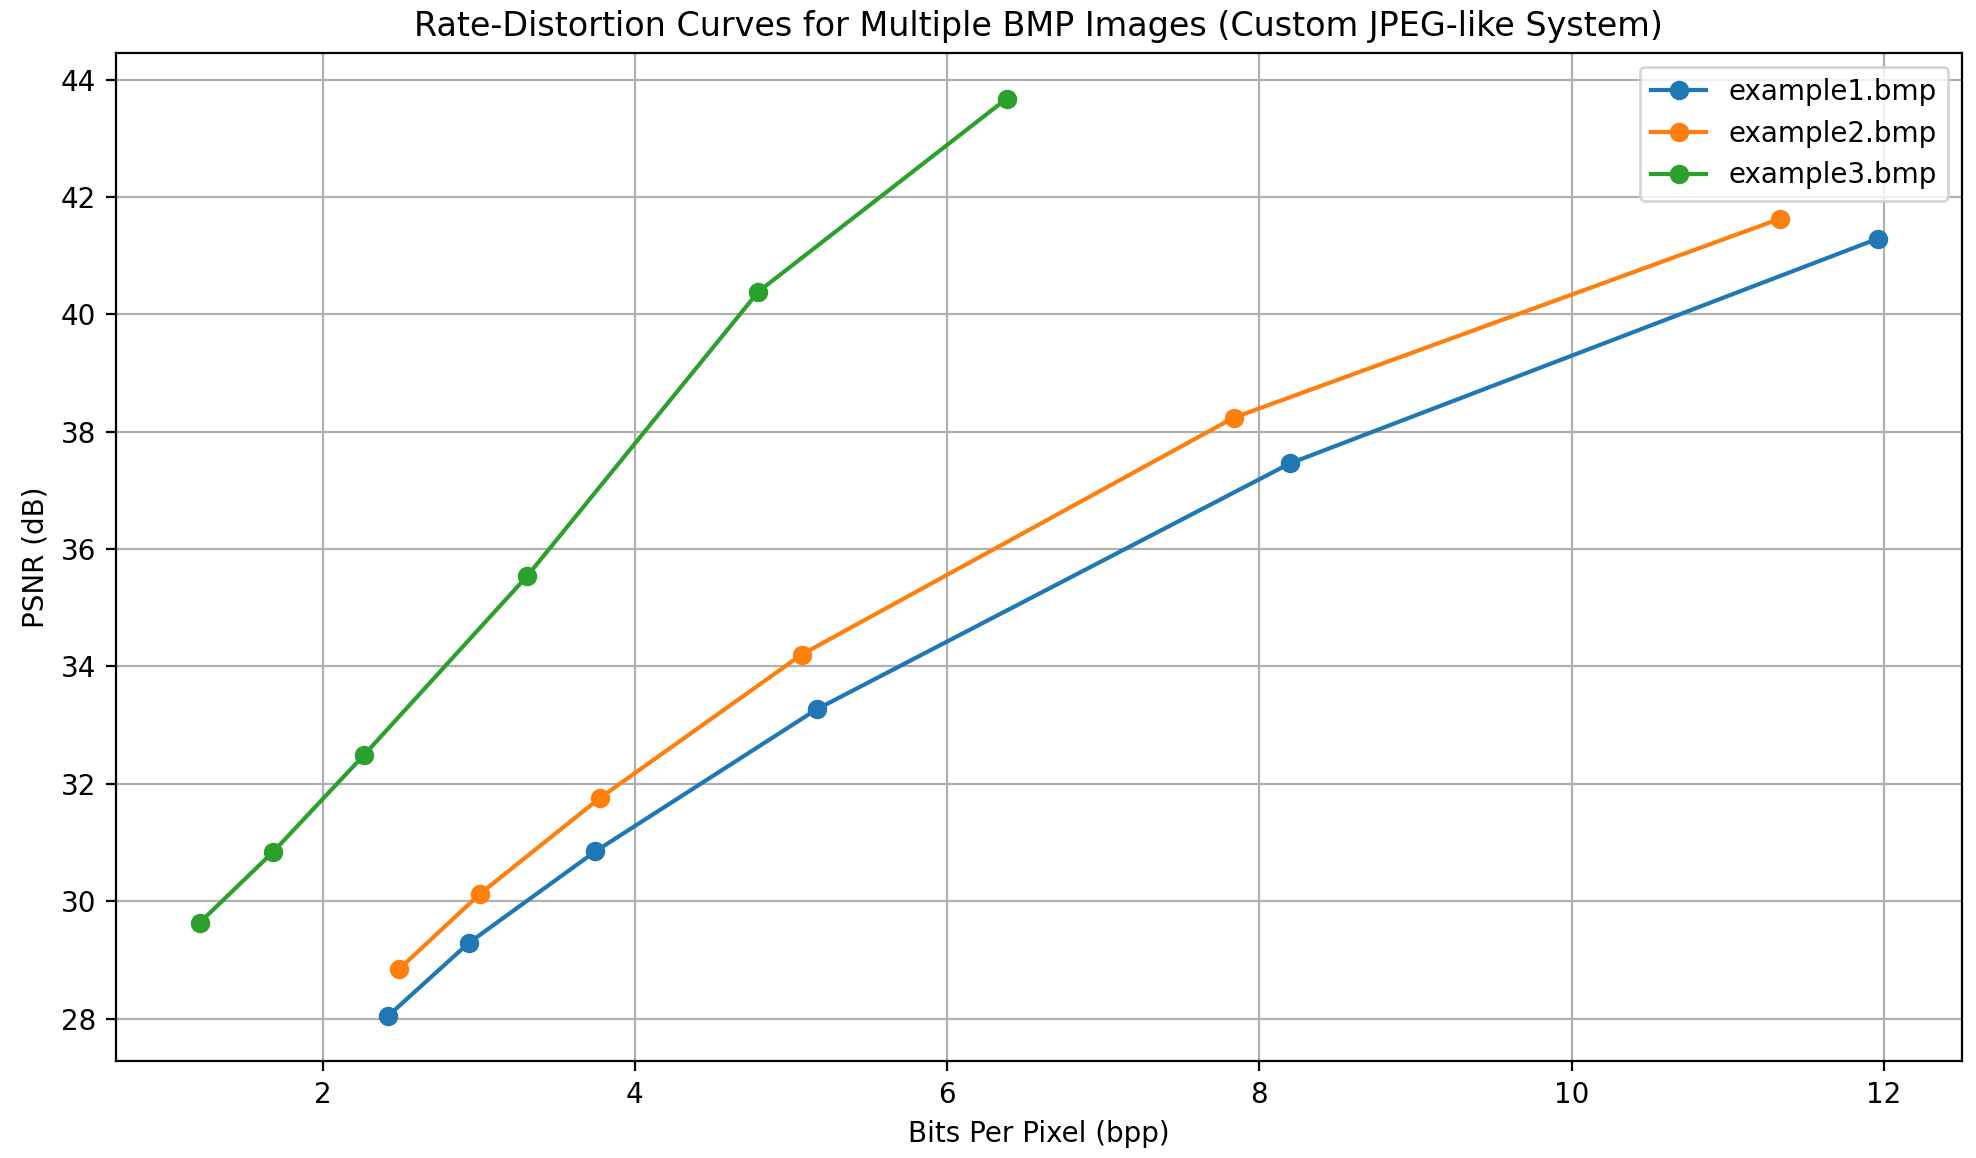 Rate-Distortion Curves for Multiple BMP Images (Custom JPEG-like System)
example1.bmp
example2.bmp
example3.bmp
44
42
40
38
36
34
32
30
28
PSNR (dB)
2 4 6 8 10 12
Bits Per Pixel (bpp)